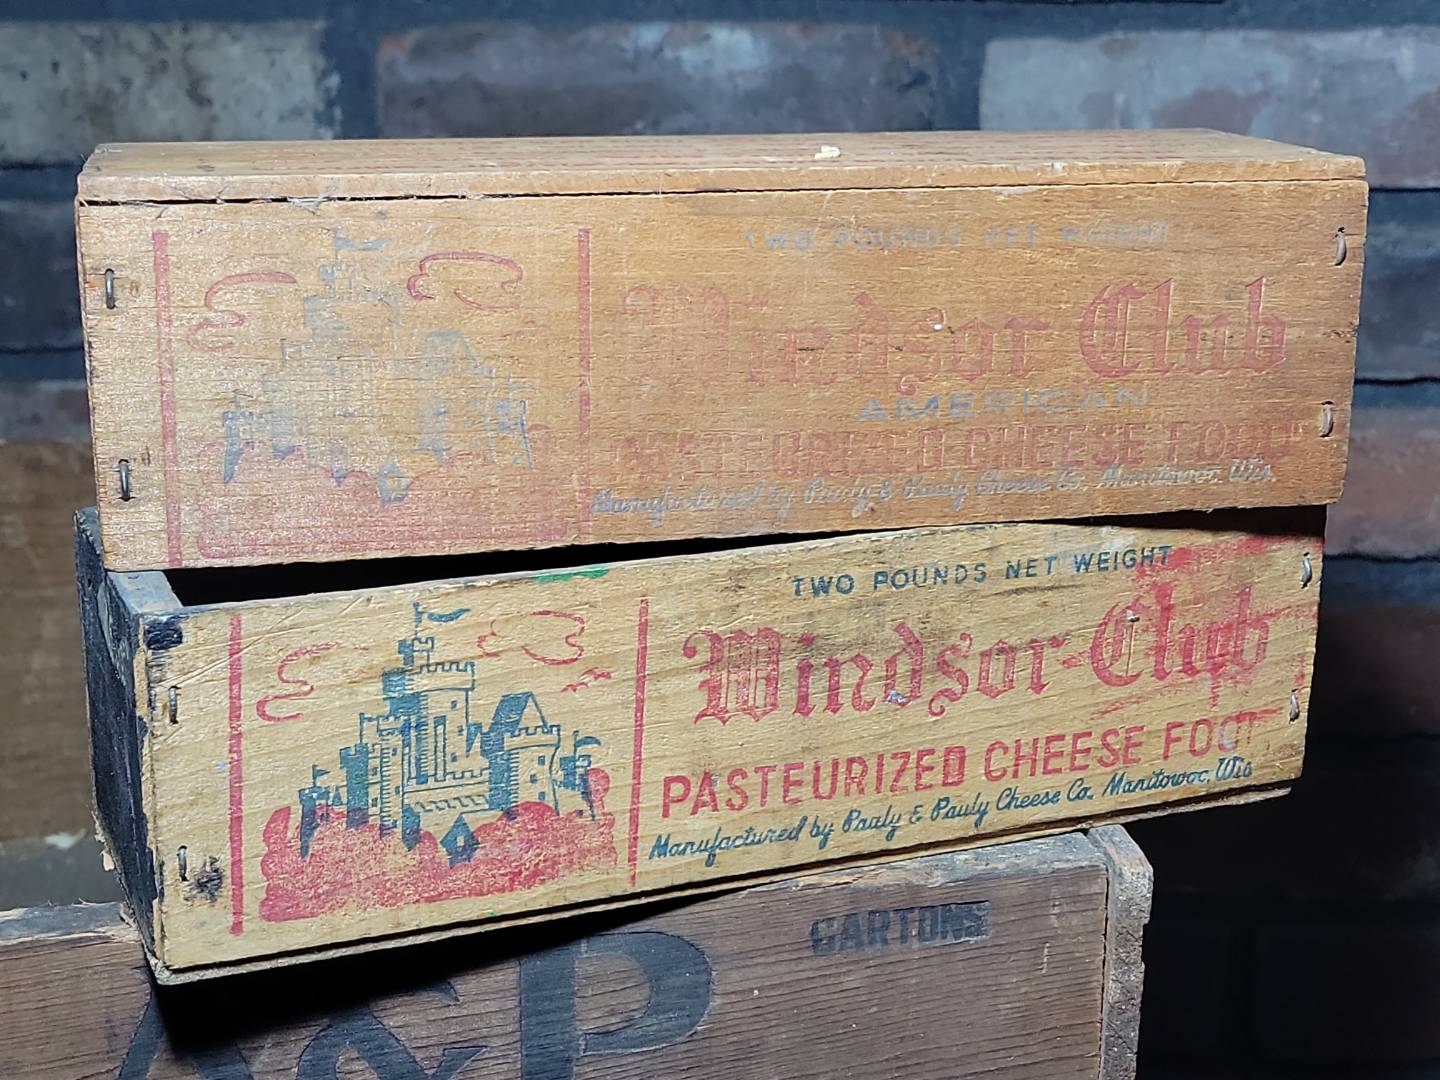 TWO POUNDS NET WEIGHT
Windsor Club
AMERICAN
PASTEURIZED CHEESE FOOD
Manufactured by Pauly & Pauly Cheese Co, Manitowoc, Wis.
TWO POUNDS NET WEIGHT
Windsor-Club
PASTEURIZED CHEESE FOOD
Manufactured by Pauly & Pauly Cheese Co. Manitowoc, Wis
CARTONS
A&P